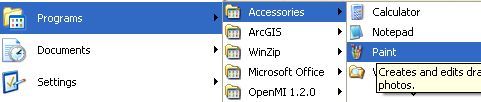 Programs
Documents
Settings
Accessories
ArcGIS
WinZip
Microsoft Office
OpenMI 1.2.0
Calculator
Notepad
Paint
Creates and edits dra
photos.